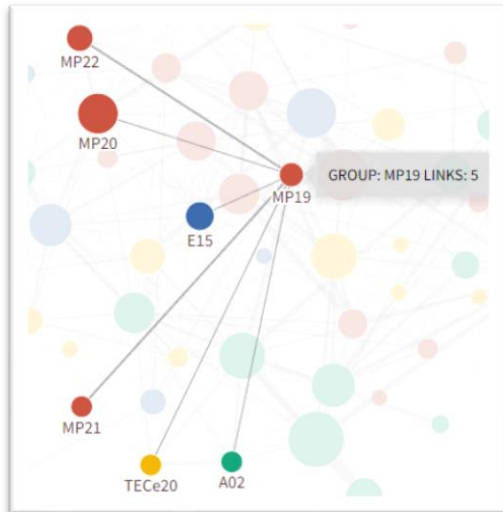 MP22
MP20
GROUP: MP19 LINKS: 5
MP19
E15
MP21
TECe20
A02